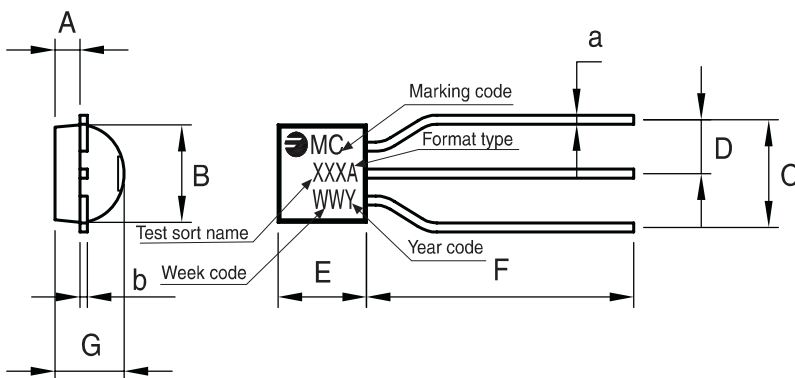 A
a
Marking code
MC
Format type
D
B
XXXA
C
WWY
Test sort name
Year code
Week code
b
E
F
G